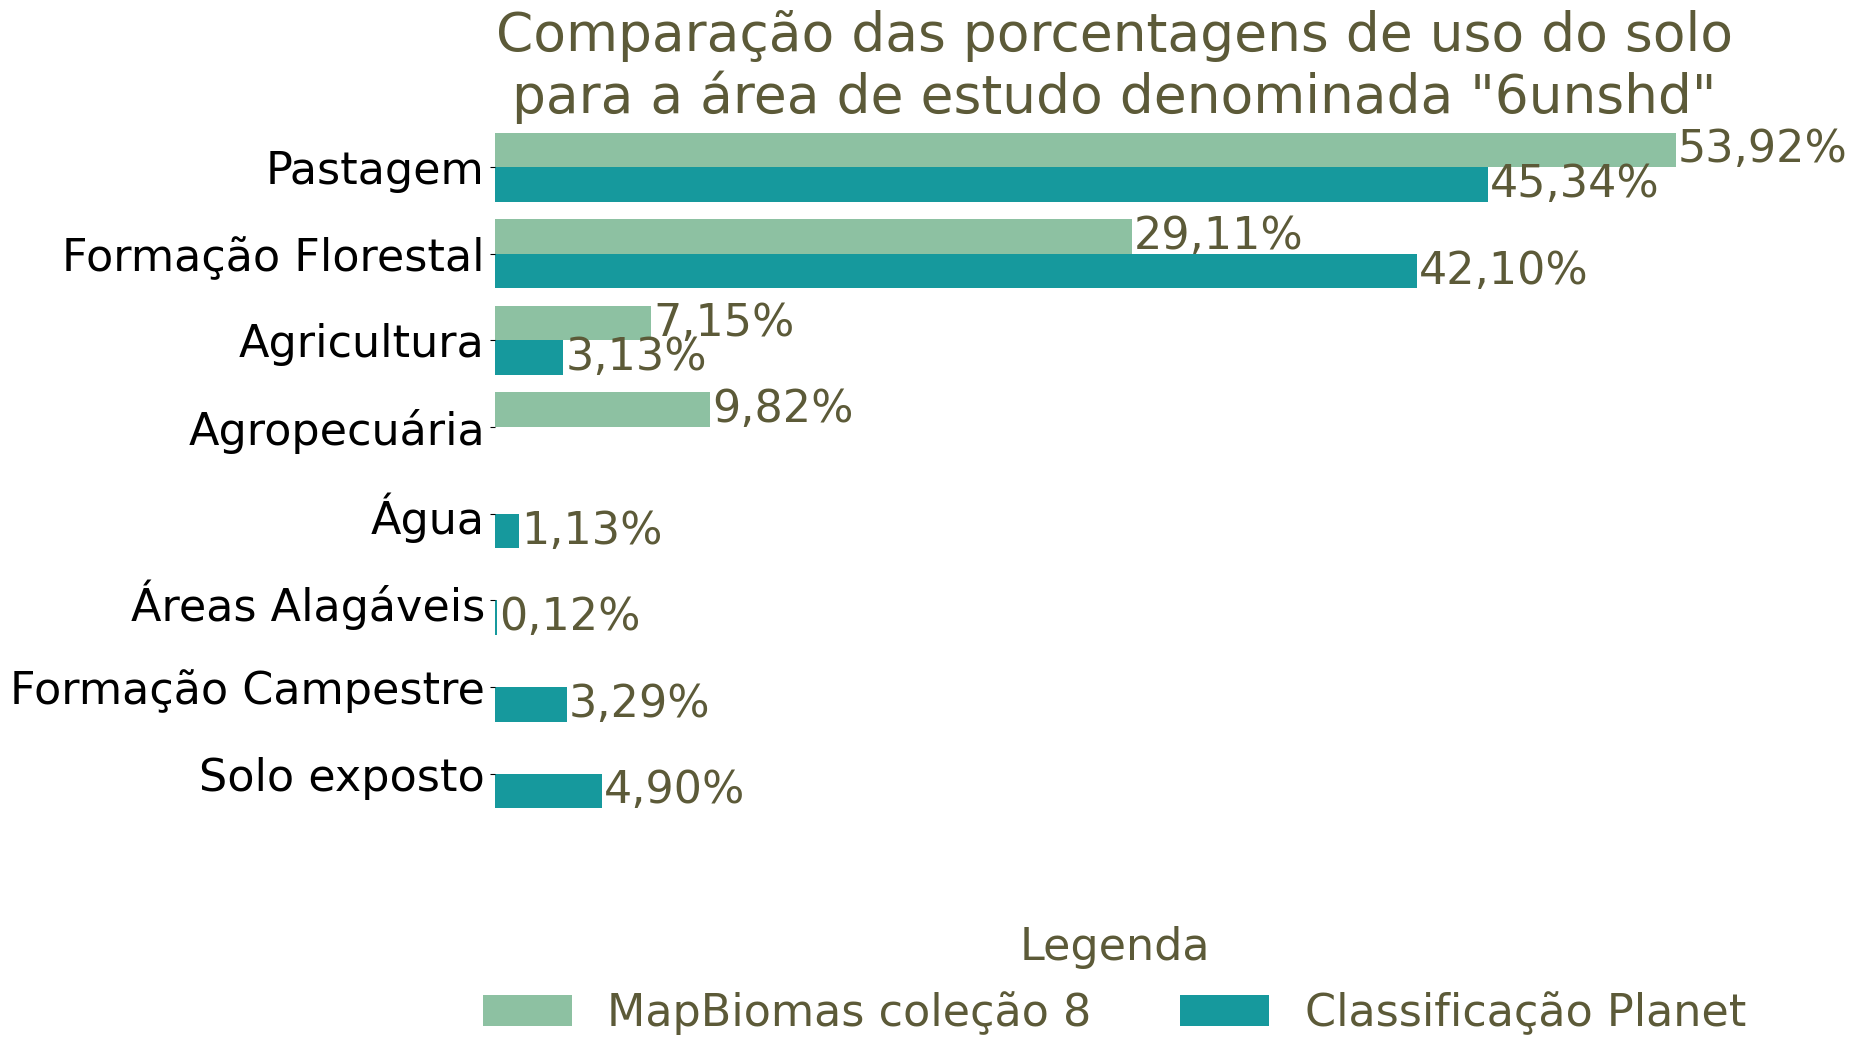 Comparação das porcentagens de uso do solo
para a área de estudo denominada "6unshd"
Pastagem
53,92%
45,34%
Formação Florestal
29,11%
42,10%
Agricultura
7,15%
3,13%
Agropecuária
9,82%
Água
1,13%
Áreas Alagáveis
0,12%
Formação Campestre
3,29%
Solo exposto
4,90%
Legenda
MapBiomas coleção 8
Classificação Planet